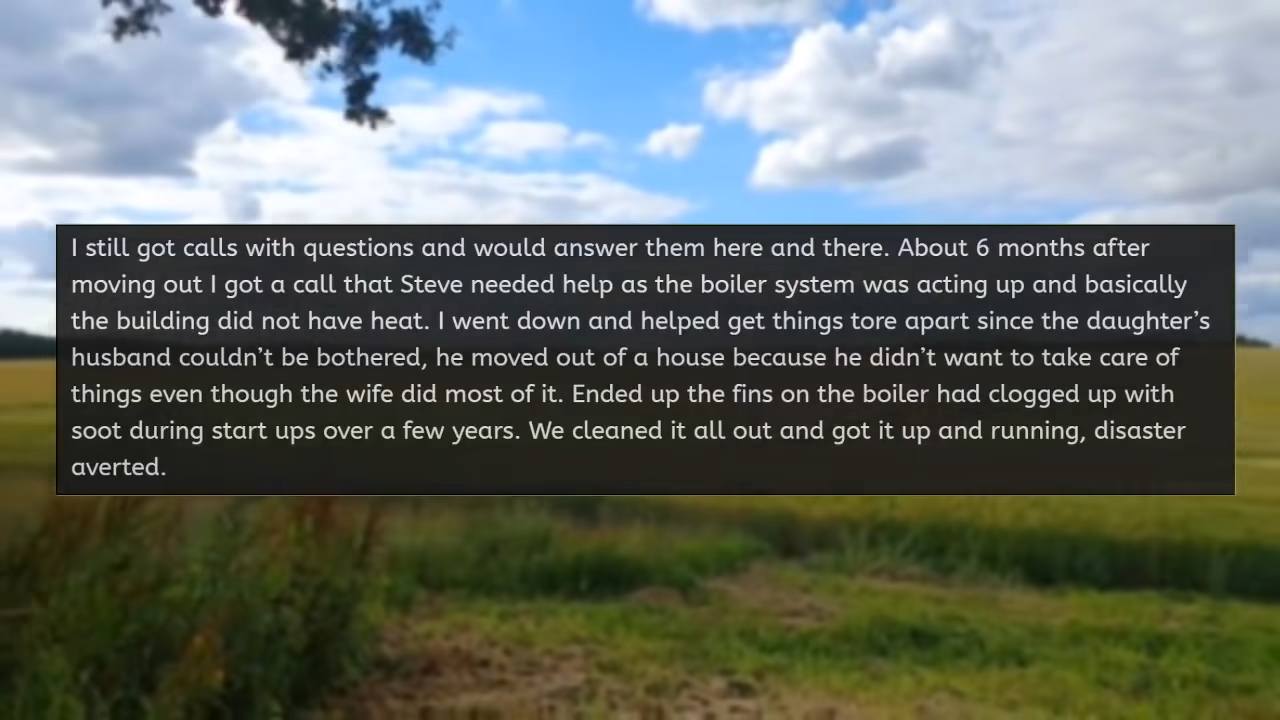 I still got calls with questions and would answer them here and there. About 6 months after
moving out I got a call that Steve needed help as the boiler system was acting up and basically
the building did not have heat. I went down and helped get things tore apart since the daughter’s
husband couldn’t be bothered, he moved out of a house because he didn’t want to take care of
things even though the wife did most of it. Ended up the fins on the boiler had clogged up with
soot during start ups over a few years. We cleaned it all out and got it up and running, disaster
averted.